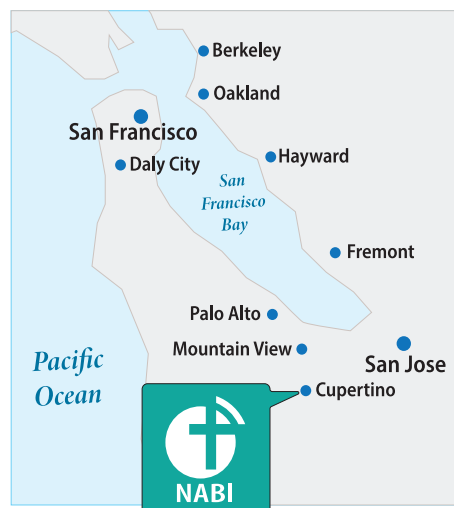 Berkeley
Oakland
San Francisco
Daly City
Hayward
San
Francisco
Bay
Fremont
Palo Alto
Mountain View
San Jose
Pacific
Ocean
Cupertino
NABI